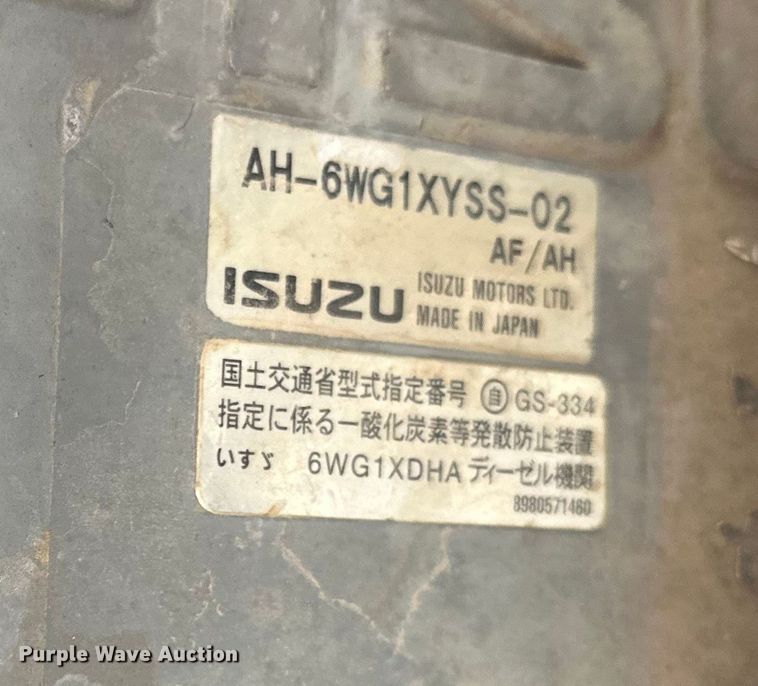 AH-6WG1XYSS-02
AF/AH
ISUZU
ISUZU MOTORS LTD.
MADE IN JAPAN
国土交通省型式指定番号 自 GS-334
指定に係る一酸化炭素等発散防止装置
いすゞ 6WG1XDHA ディーゼル機関
8980571460
Purple Wave Auction